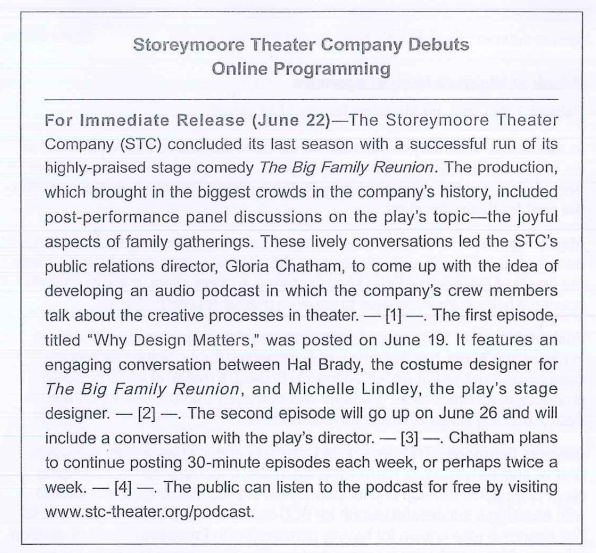 Storeymoore Theater Company Debuts
Online Programming
For Immediate Release (June 22)—The Storeymoore Theater
Company (STC) concluded its last season with a successful run of its
highly-praised stage comedy The Big Family Reunion. The production,
which brought in the biggest crowds in the company's history, included
post-performance panel discussions on the play's topic—the joyful
aspects of family gatherings. These lively conversations led the STC's
public relations director, Gloria Chatham, to come up with the idea of
developing an audio podcast in which the company's crew members
talk about the creative processes in theater. — [1] —. The first episode,
titled “Why Design Matters,” was posted on June 19. It features an
engaging conversation between Hal Brady, the costume designer for
The Big Family Reunion, and Michelle Lindley, the play's stage
designer. — [2] —. The second episode will go up on June 26 and will
include a conversation with the play's director. — [3] —. Chatham plans
to continue posting 30-minute episodes each week, or perhaps twice a
week. — [4] —. The public can listen to the podcast for free by visiting
www.stc-theater.org/podcast.